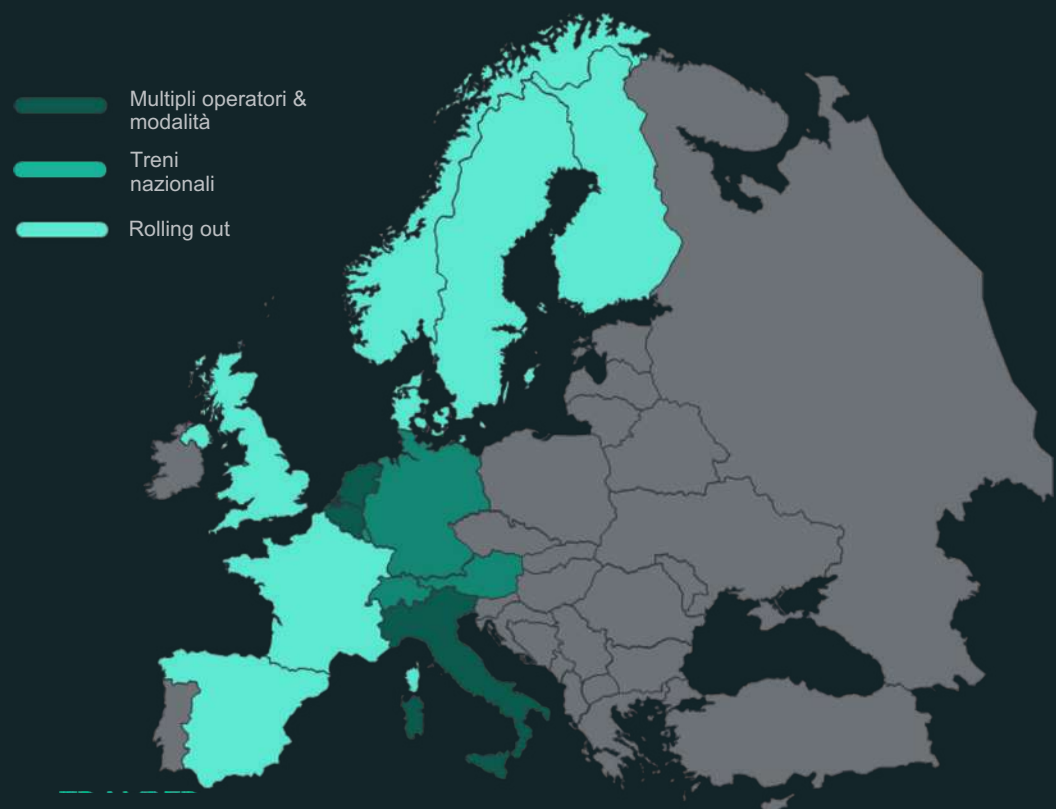 Multipli operatori &
modalità
Treni
nazionali
Rolling out